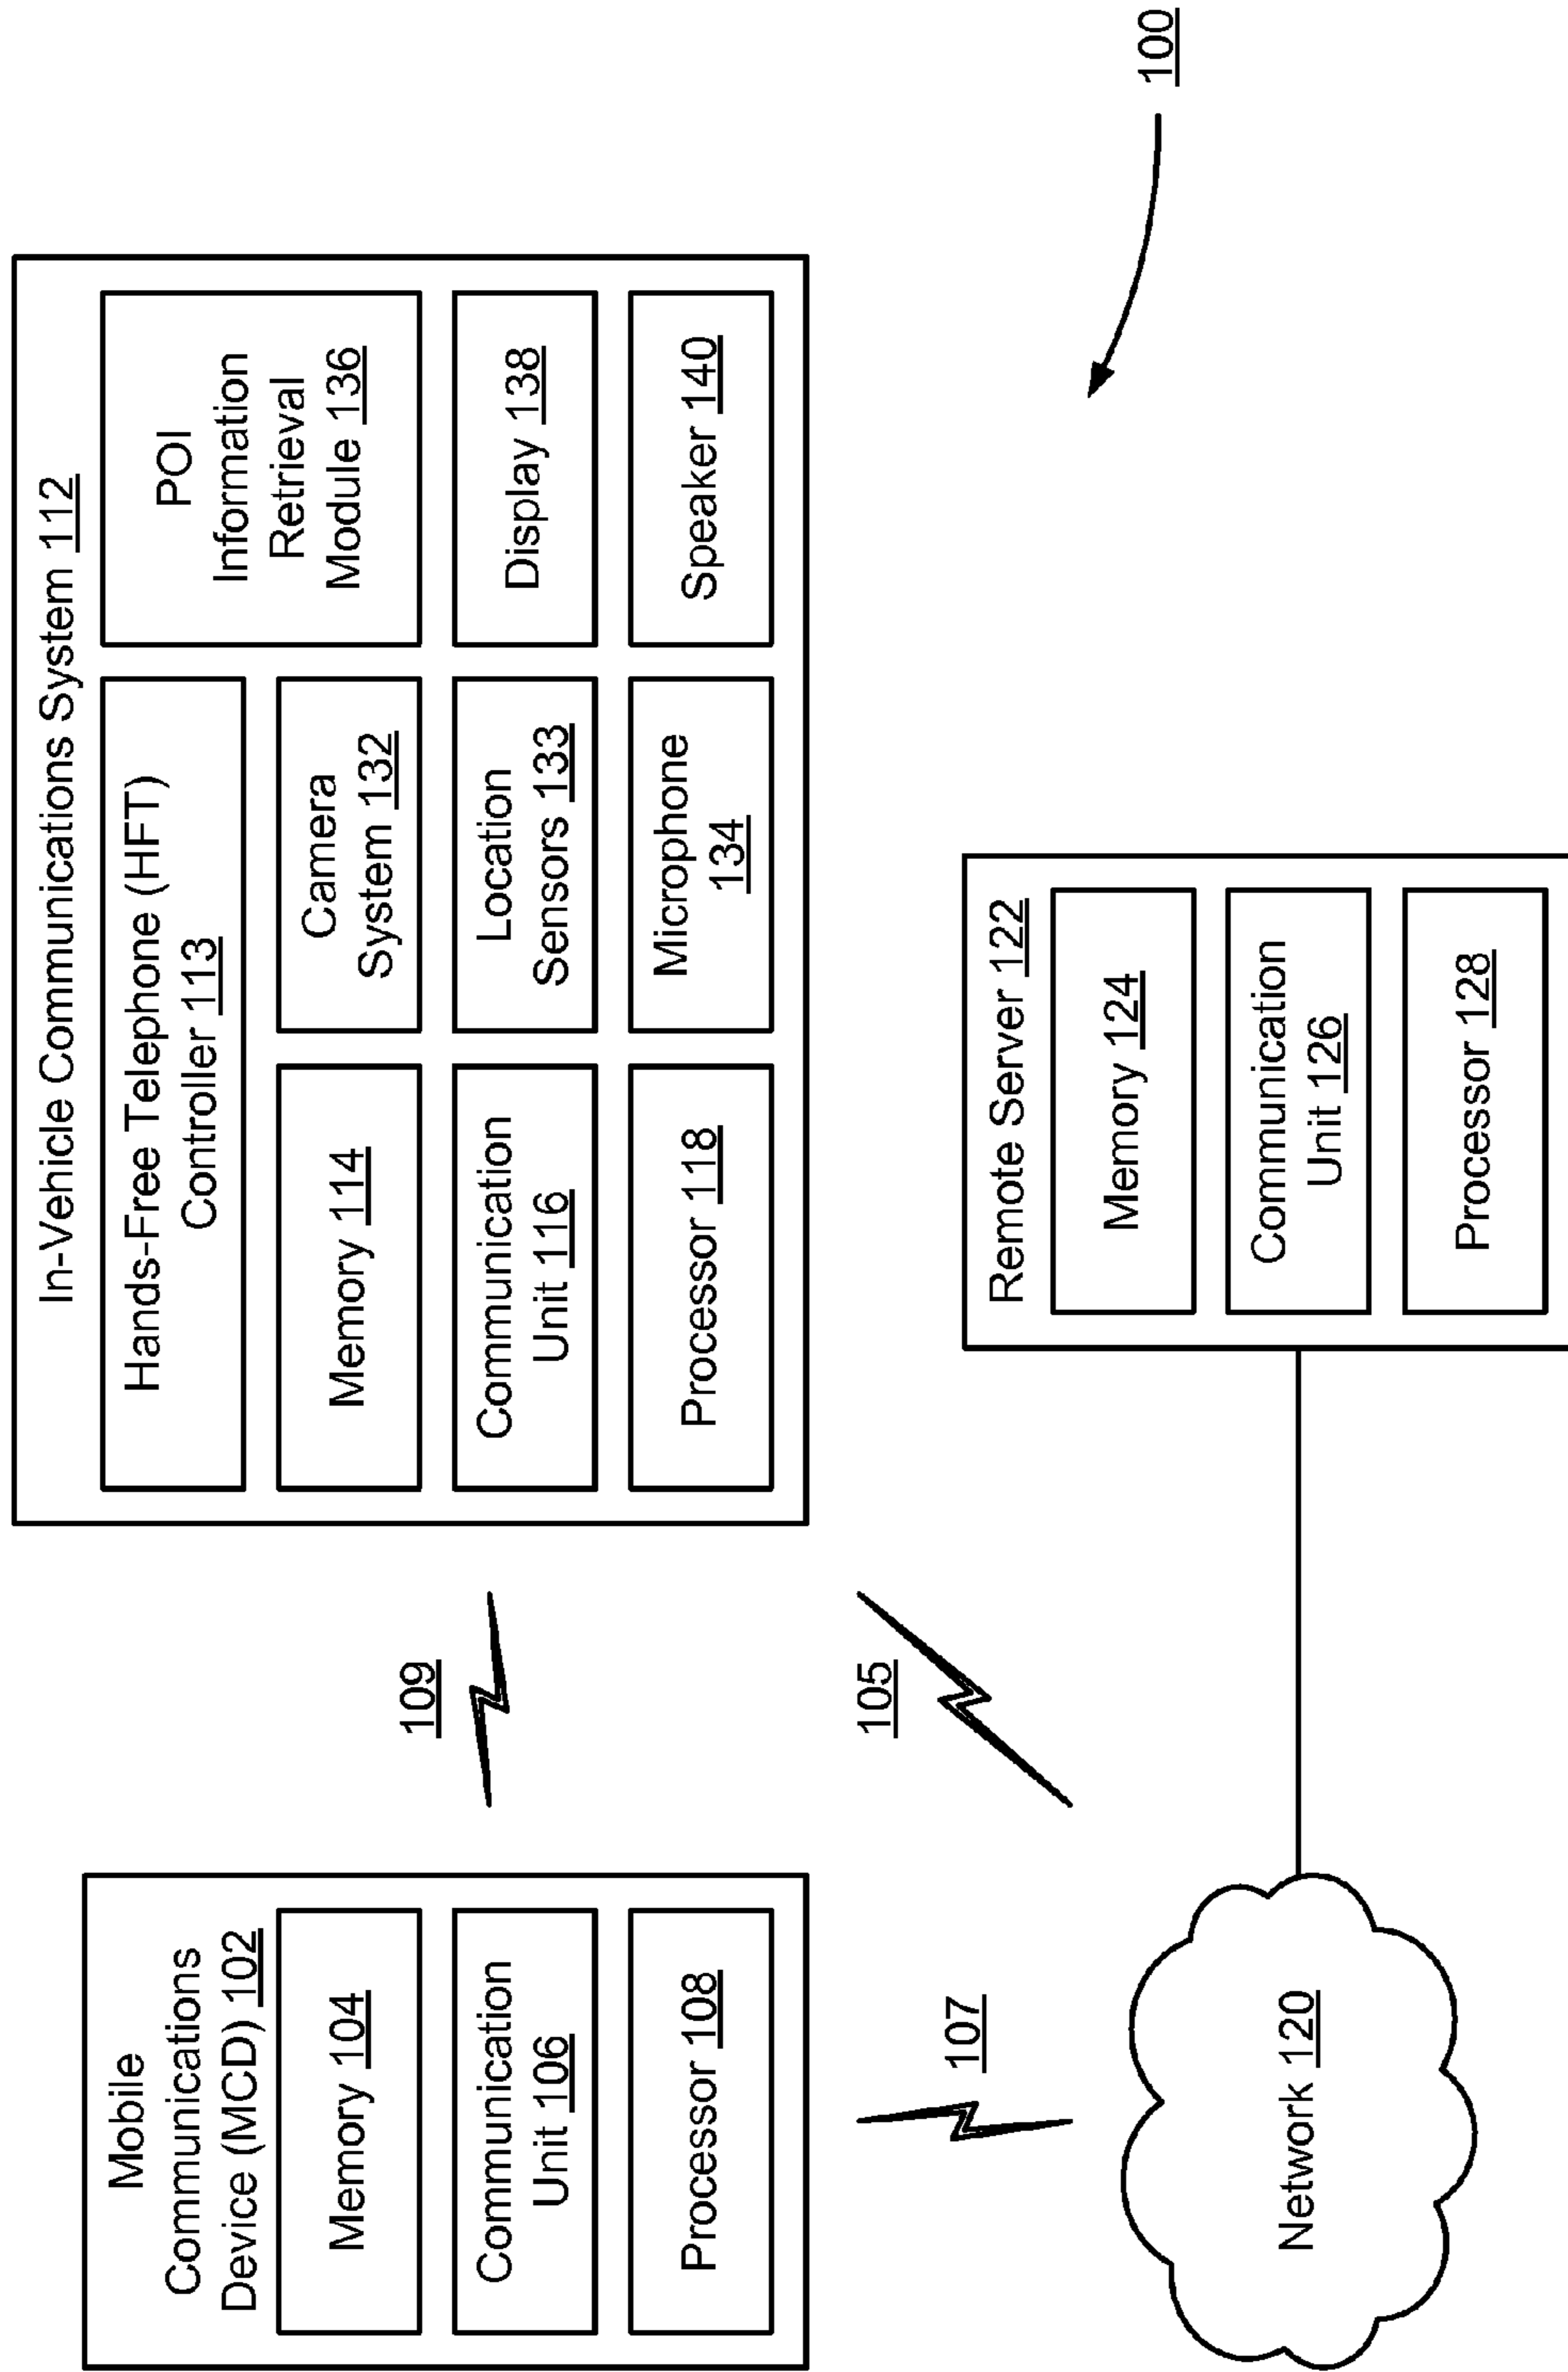 Mobile
Communications
Device (MCD) 102
Memory 104
Communication
Unit 106
Processor 108
109
107
105
In-Vehicle Communications System 112
Hands-Free Telephone (HFT)
Controller 113
Memory 114
Communication
Unit 116
Processor 118
Camera
System 132
Location
Sensors 133
Microphone
134
POI
Information
Retrieval
Module 136
Display 138
Speaker 140
Network 120
Remote Server 122
Memory 124
Communication
Unit 126
Processor 128
100